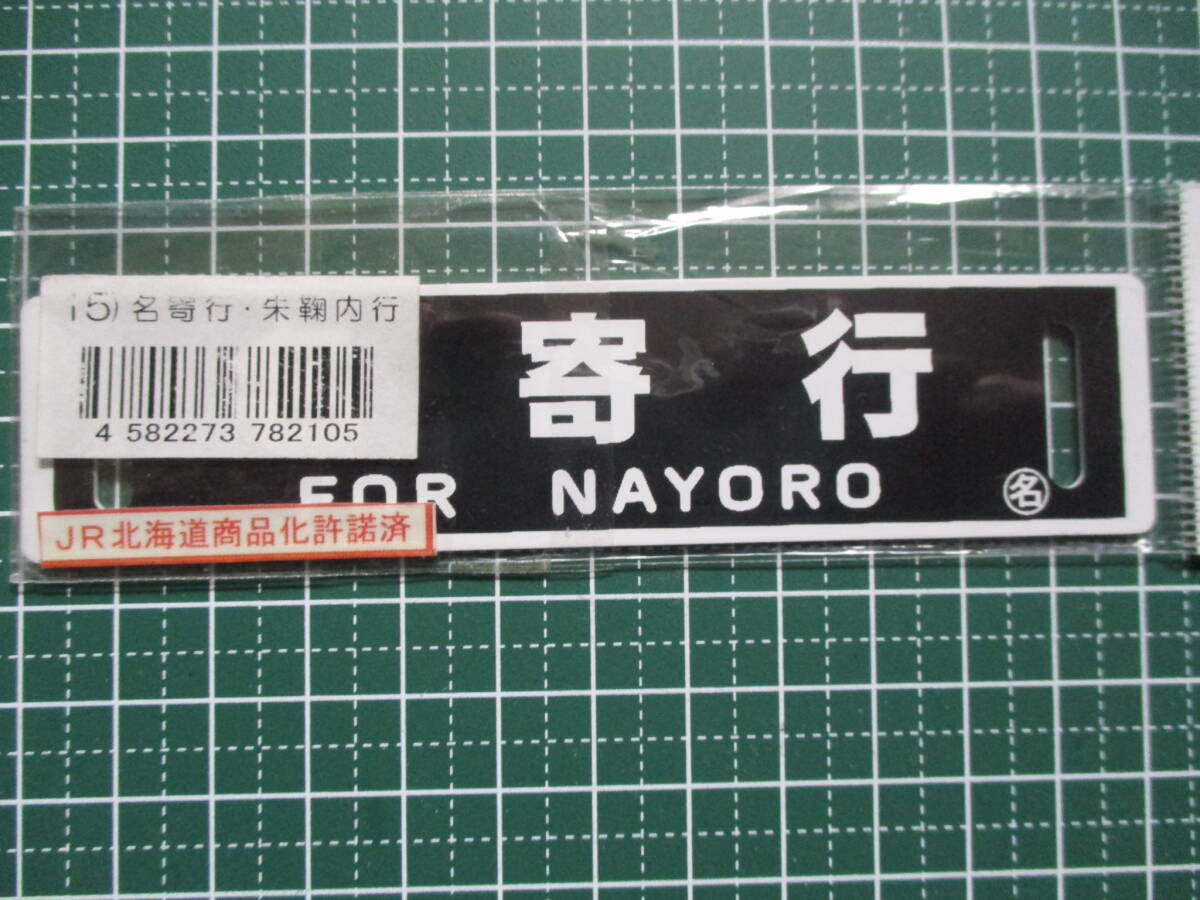 15) 名寄行・朱鞠内行
4 582273 782105
寄 行
FOR NAYORO
名
JR北海道商品化許諾済